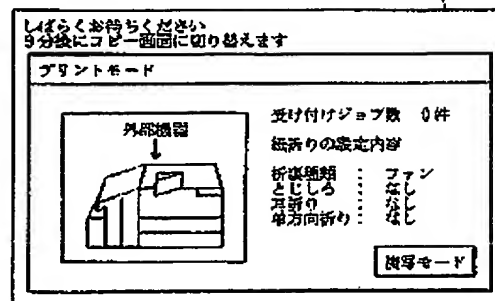 しばらくお待ちください
9分後にコピー画面に切り替えます
プリントモード
外部機器
受け付けジョブ数 0件
紙折りの設定内容
折り種類 : ファン
とじしろ : なし
耳折り : なし
単方向折り : なし
複写モード